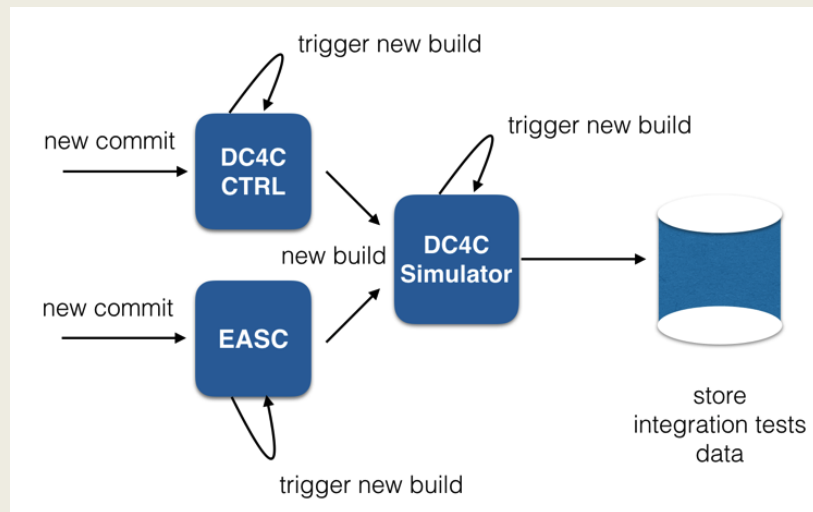 trigger new build
new commit
DC4C
CTRL
trigger new build
new build
DC4C
Simulator
new commit
EASC
trigger new build
store
integration tests
data